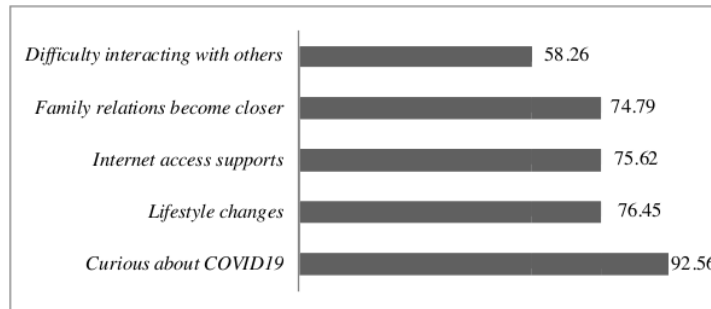 Difficulty interacting with others 58.26
Family relations become closer 74.79
Internet access supports 75.62
Lifestyle changes 76.45
Curious about COVID19 92.56